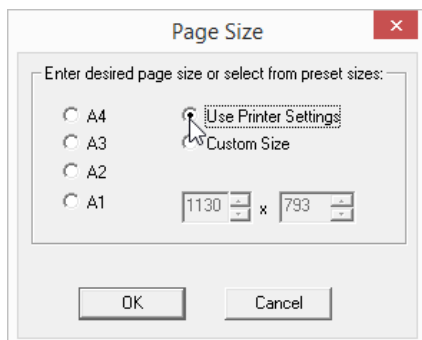 Page Size
Enter desired page size or select from preset sizes:
A4 Use Printer Settings
A3 Custom Size
A2
A1 1130 x 793
OK Cancel